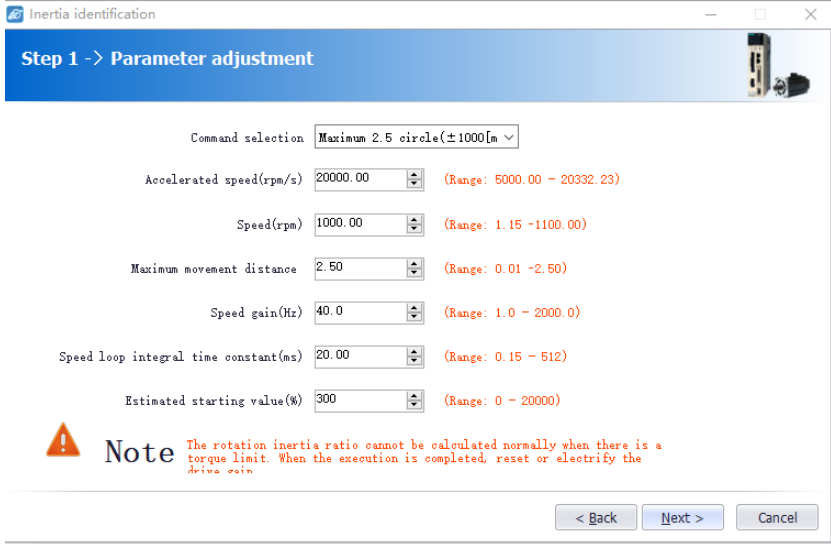 Inertia identification
Step 1 -> Parameter adjustment
Command selection Maximum 2.5 circle(±1000[m
Accelerated speed(rpm/s) 20000.00 (Range: 5000.00 - 20332.23)
Speed(rpm) 1000.00 (Range: 1.15 -1100.00)
Maximum movement distance 2.50 (Range: 0.01 -2.50)
Speed gain(Hz) 40.0 (Range: 1.0 - 2000.0)
Speed loop integral time constant(ms) 20.00 (Range: 0.15 - 512)
Estimated starting value(%) 300 (Range: 0 - 20000)
Note The rotation inertia ratio cannot be calculated normally when there is a
torque limit. When the execution is completed, reset or electrify the
drive gain
< Back Next > Cancel